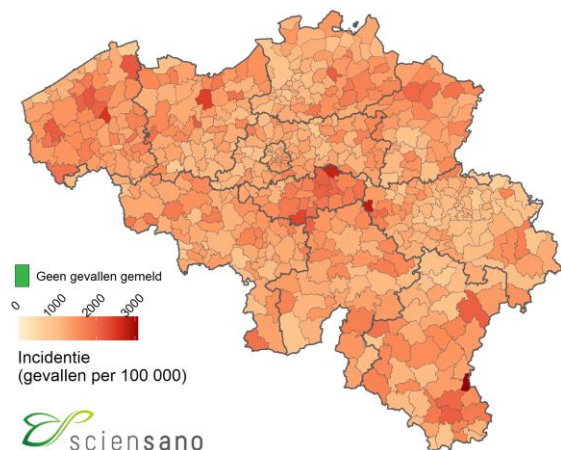 Geen gevallen gemeld
0 1000 2000 3000
Incidentie
(gevallen per 100 000)
sciensano